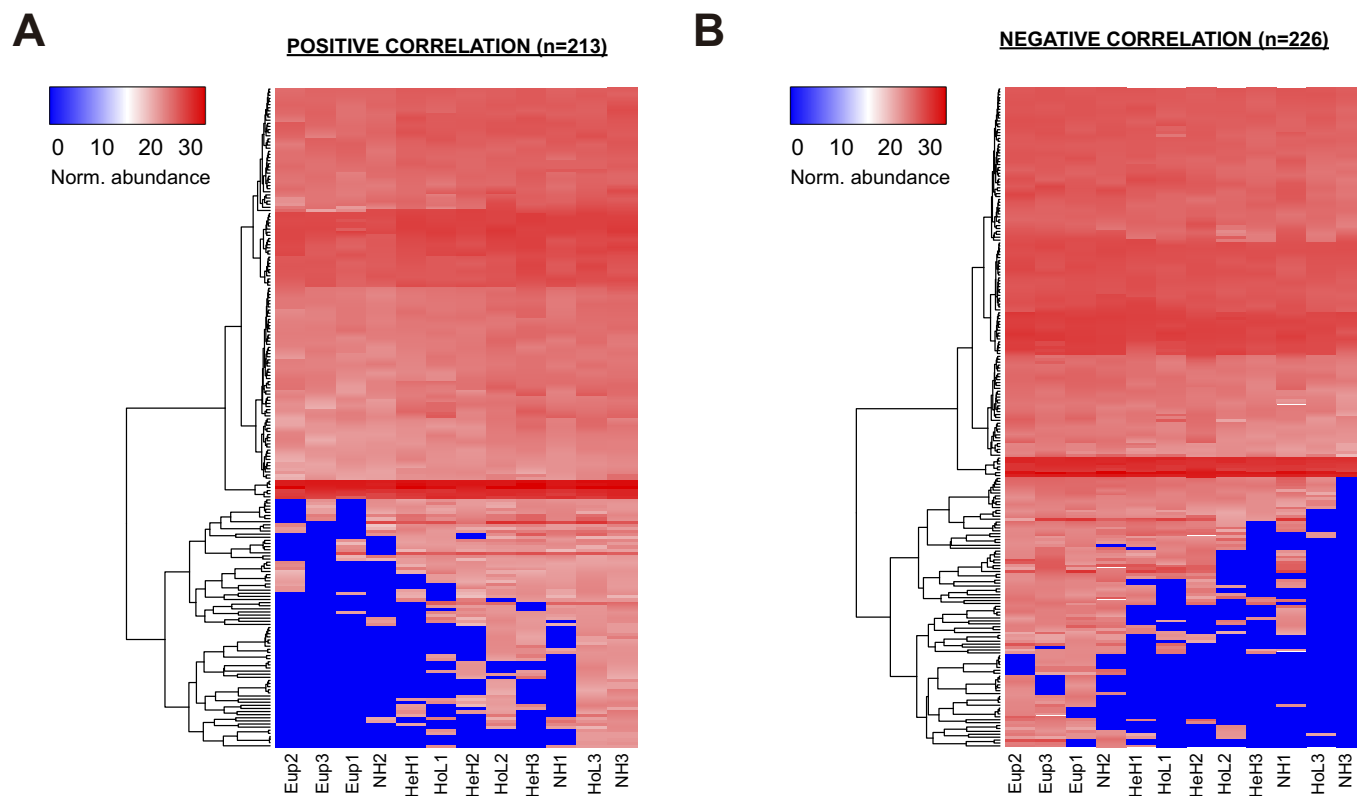 A
POSITIVE CORRELATION (n=213)
0 10 20 30
Norm. abundance
Eup2 Eup3 Eup1 NH2 HeH1 HoL1 HeH2 HoL2 HeH3 NH1 HoL3 NH3
B
NEGATIVE CORRELATION (n=226)
0 10 20 30
Norm. abundance
Eup2 Eup3 Eup1 NH2 HeH1 HoL1 HeH2 HoL2 HeH3 NH1 HoL3 NH3